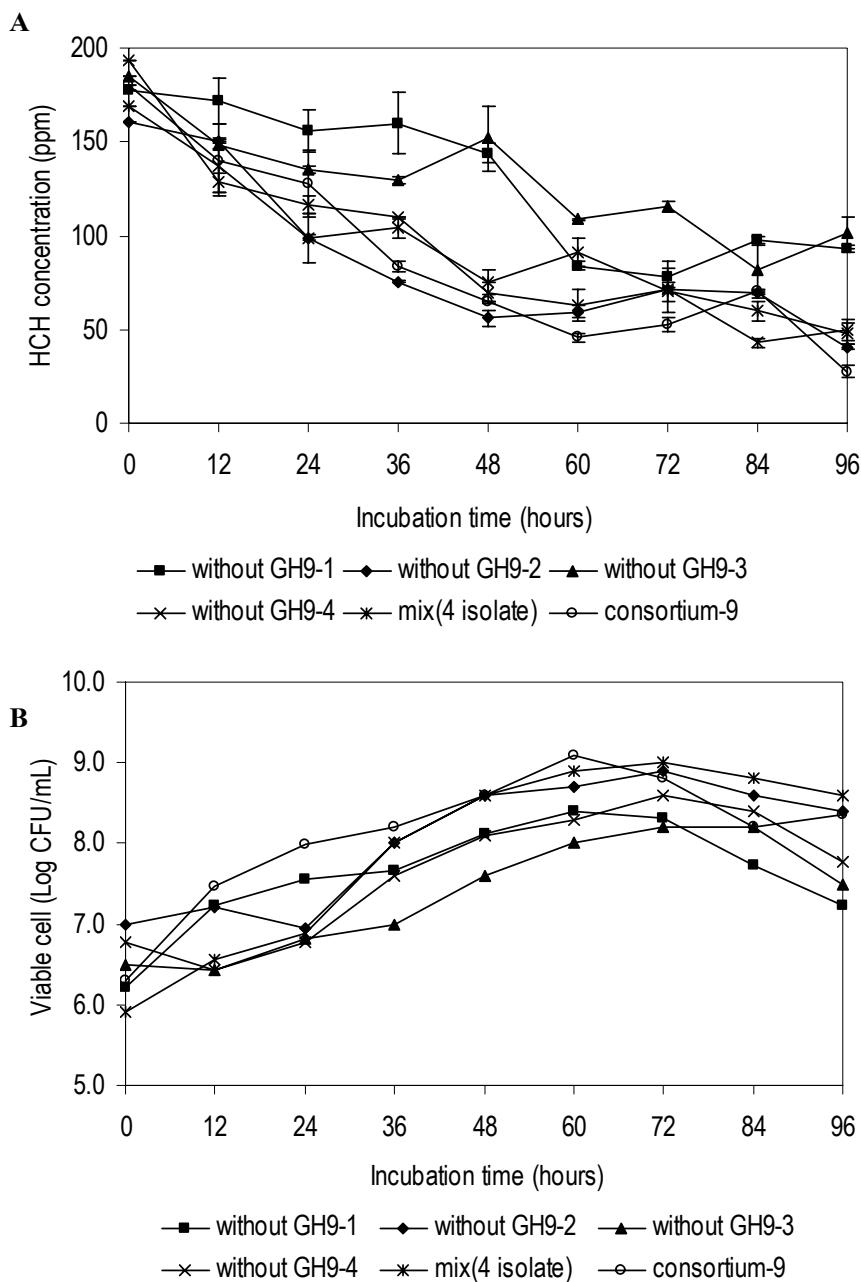 A
200
150
100
50
0
HCH concentration (ppm)
0 12 24 36 48 60 72 84 96
Incubation time (hours)
without GH9-1 without GH9-2 without GH9-3
without GH9-4 mix(4 isolate) consortium-9
B
10.0
9.0
8.0
7.0
6.0
5.0
Viable cell (Log CFU/mL)
0 12 24 36 48 60 72 84 96
Incubation time (hours)
without GH9-1 without GH9-2 without GH9-3
without GH9-4 mix(4 isolate) consortium-9